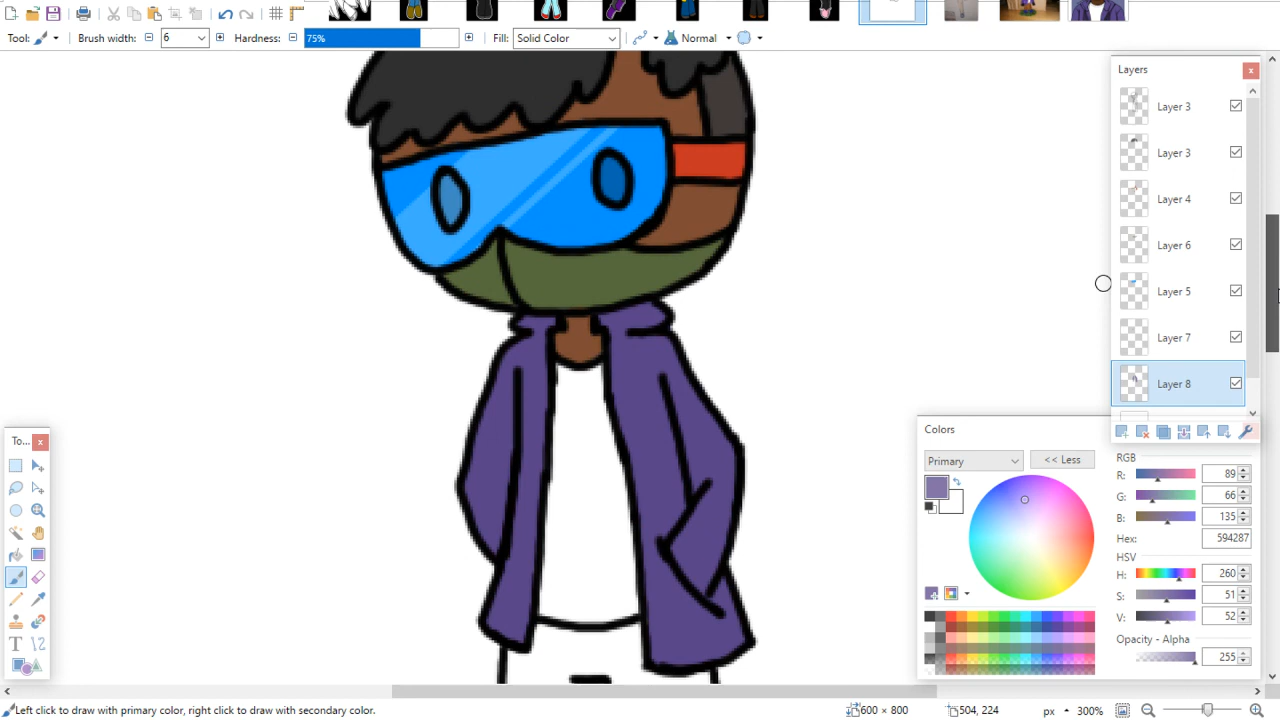 Tool:
Brush width:
6
Hardness:
75%
Fill:
Solid Color
Normal
Layers
x
Layer 3
Layer 3
Layer 4
Layer 6
Layer 5
Layer 7
Layer 8
To...
x
T
Colors
Primary
<< Less
RGB
R:
89
G:
66
B:
135
Hex:
594287
HSV
H:
260
S:
51
V:
52
Opacity - Alpha
255
Left click to draw with primary color, right click to draw with secondary color.
600 × 800
504, 224
px
300%